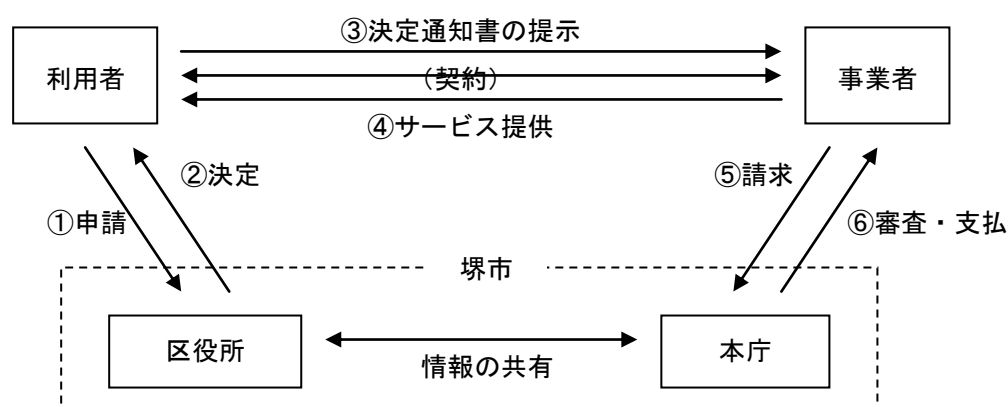 ③決定通知書の提示
利用者
(契約)
事業者
④サービス提供
②決定
⑤請求
①申請
⑥審査・支払
堺市
区役所
本庁
情報の共有